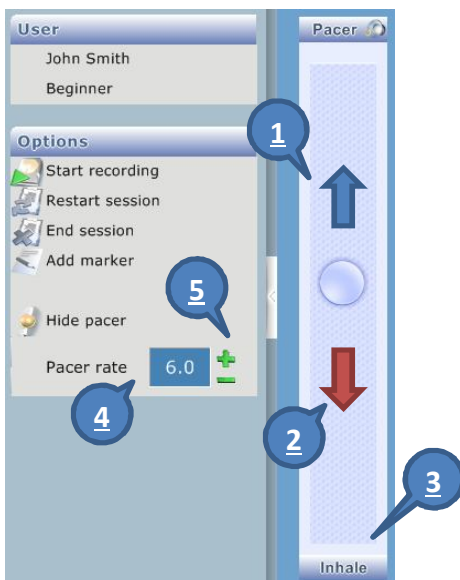 User
John Smith
Beginner
Options
Start recording
Restart session
End session
Add marker
Hide pacer
Pacer rate 6.0
Pacer
Inhale
1
2
3
4
5